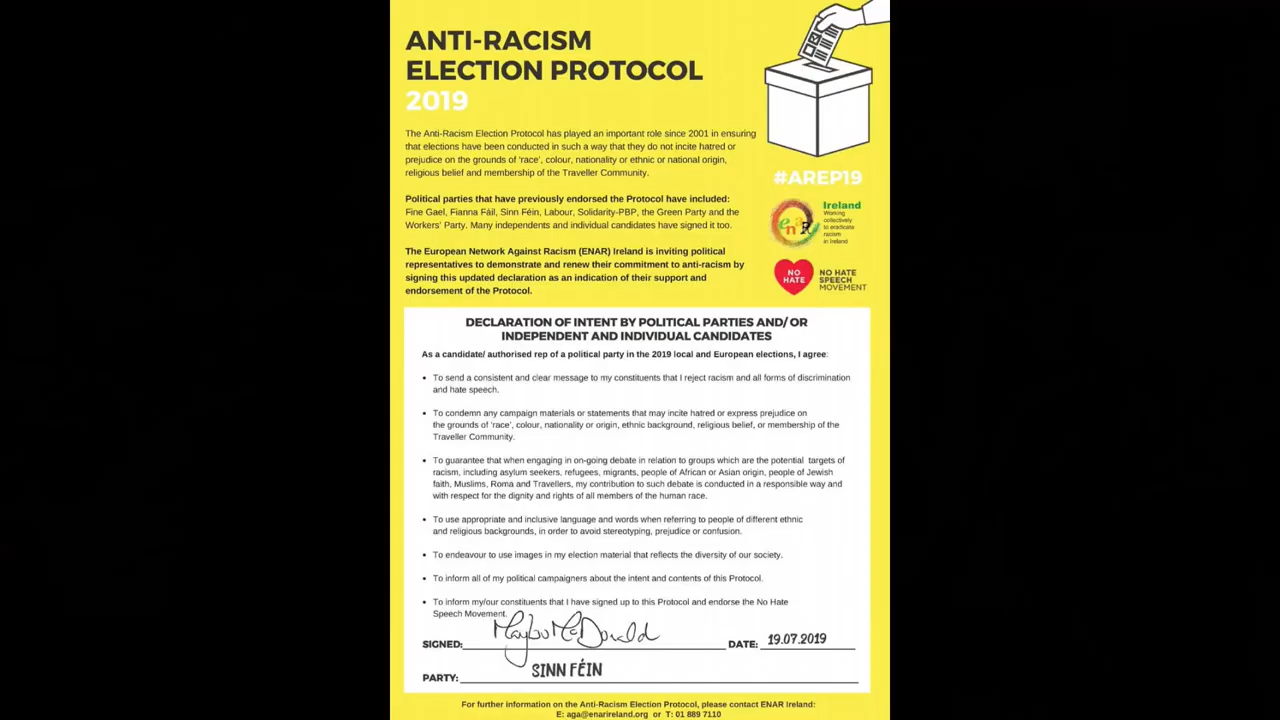 ANTI-RACISM
ELECTION PROTOCOL
2019
The Anti-Racism Election Protocol has played an important role since 2001 in ensuring
that elections have been conducted in such a way that they do not incite hatred or
prejudice on the grounds of 'race', colour, nationality or ethnic or national origin,
religious belief and membership of the Traveller Community.
Political parties that have previously endorsed the Protocol have included:
Fine Gael, Fianna Fáil, Sinn Féin, Labour, Solidarity-PBP, the Green Party and the
Workers' Party. Many independents and individual candidates have signed it too.
The European Network Against Racism (ENAR) Ireland is inviting political
representatives to demonstrate and renew their commitment to anti-racism by
signing this updated declaration as an indication of their support and
endorsement of the Protocol.
#AREP19
enaR
Ireland
Working
collectively
to eradicate
racism
in Ireland
NO
HATE
NO HATE
SPEECH
MOVEMENT
DECLARATION OF INTENT BY POLITICAL PARTIES AND/ OR
INDEPENDENT AND INDIVIDUAL CANDIDATES
As a candidate/ authorised rep of a political party in the 2019 local and European elections, I agree:
• To send a consistent and clear message to my constituents that I reject racism and all forms of discrimination
and hate speech.
• To condemn any campaign materials or statements that may incite hatred or express prejudice on
the grounds of 'race', colour, nationality or origin, ethnic background, religious belief, or membership of the
Traveller Community.
• To guarantee that when engaging in on-going debate in relation to groups which are the potential targets of
racism, including asylum seekers, refugees, migrants, people of African or Asian origin, people of Jewish
faith, Muslims, Roma and Travellers, my contribution to such debate is conducted in a responsible way and
with respect for the dignity and rights of all members of the human race.
• To use appropriate and inclusive language and words when referring to people of different ethnic
and religious backgrounds, in order to avoid stereotyping, prejudice or confusion.
• To endeavour to use images in my election material that reflects the diversity of our society.
• To inform all of my political campaigners about the intent and contents of this Protocol.
• To inform my/our constituents that I have signed up to this Protocol and endorse the No Hate
Speech Movement.
SIGNED: Mary Lou McDonald DATE: 19.07.2019
PARTY: SINN FÉIN
For further information on the Anti-Racism Election Protocol, please contact ENAR Ireland:
E: aga@enarireland.org or T: 01 889 7110